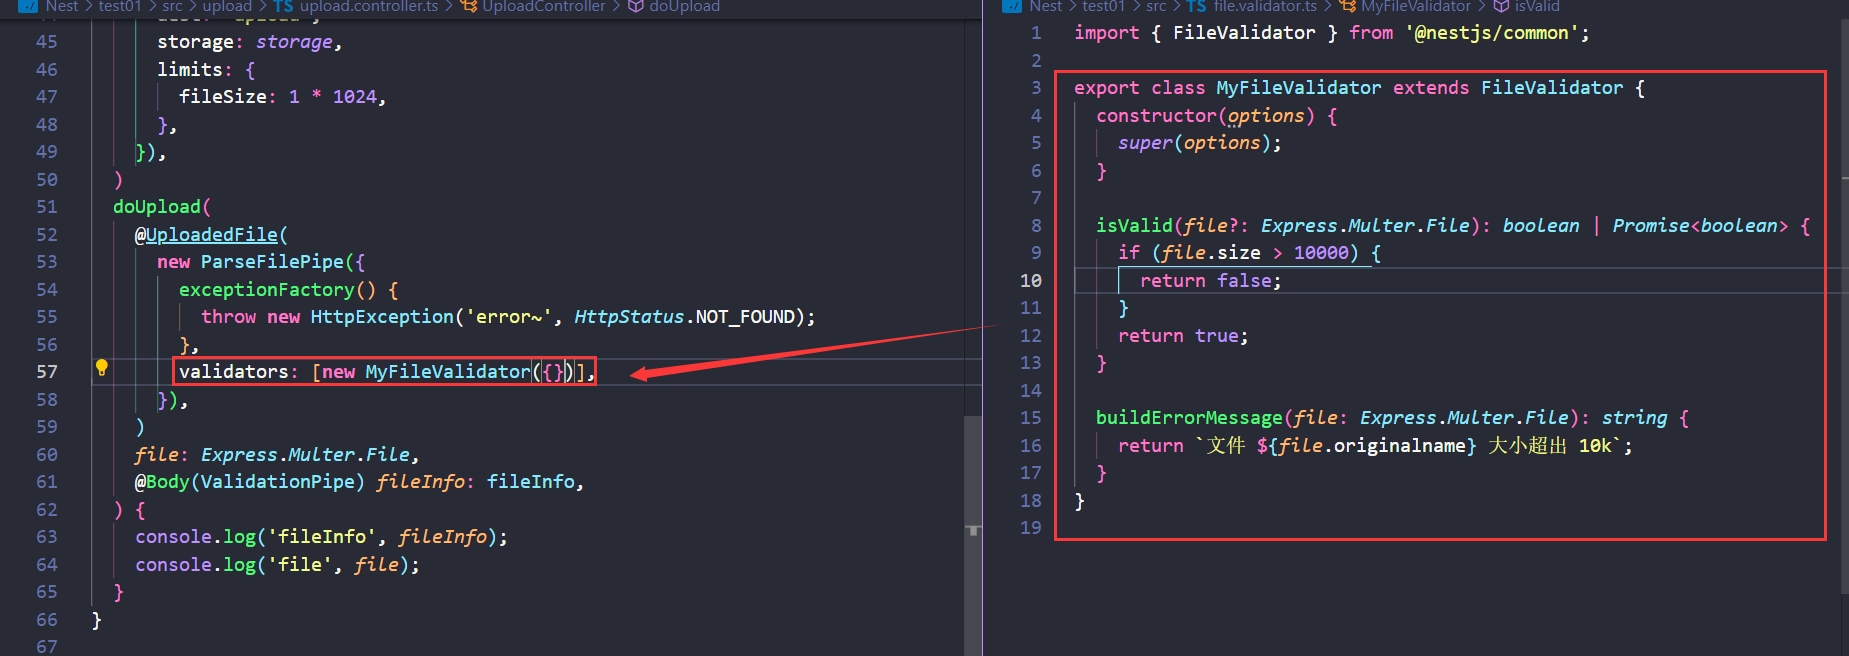 Nest > test01 > src > upload > TS upload.controller.ts > UploadController > doUpload
45 storage: storage,
46 limits: {
47 fileSize: 1 * 1024,
48 },
49 }),
50 )
51 doUpload(
52 @UploadedFile(
53 new ParseFilePipe({
54 exceptionFactory() {
55 throw new HttpException('error~', HttpStatus.NOT_FOUND);
56 },
57 validators: [new MyFileValidator({})],
58 }),
59 )
60 file: Express.Multer.File,
61 @Body(ValidationPipe) fileInfo: fileInfo,
62 ) {
63 console.log('fileInfo', fileInfo);
64 console.log('file', file);
65 }
66 }
67
Nest > test01 > src > TS file.validator.ts > MyFileValidator > isValid
1 import { FileValidator } from '@nestjs/common';
2
3 export class MyFileValidator extends FileValidator {
4 constructor(options) {
5 super(options);
6 }
7
8 isValid(file?: Express.Multer.File): boolean | Promise<boolean> {
9 if (file.size > 10000) {
10 return false;
11 }
12 return true;
13 }
14
15 buildErrorMessage(file: Express.Multer.File): string {
16 return `文件 ${file.originalname} 大小超出 10k`;
17 }
18 }
19